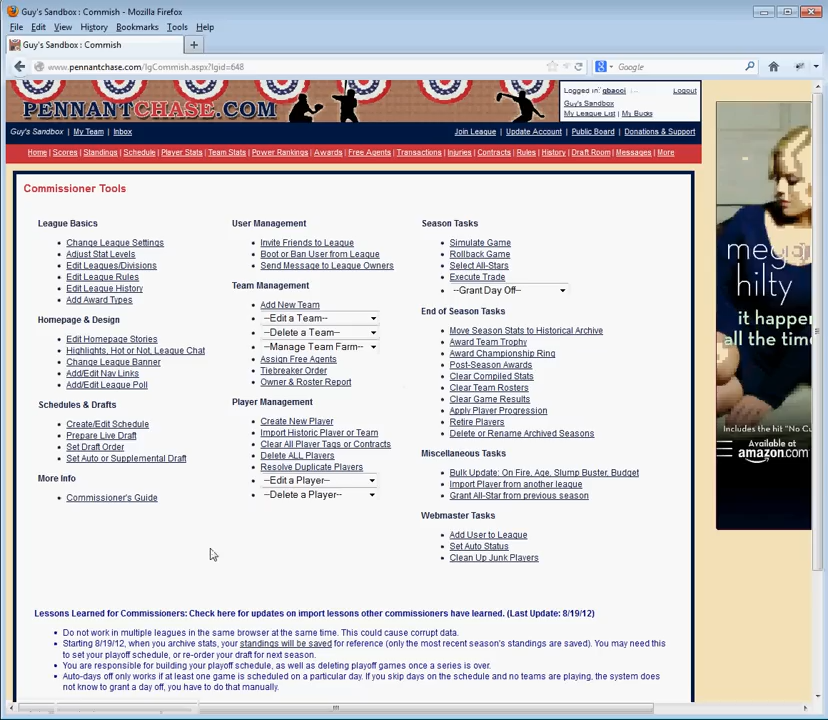 Guy's Sandbox : Commish - Mozilla Firefox
File Edit View History Bookmarks Tools Help
Guy's Sandbox : Commish
www.pennantchase.com/lgCommish.aspx?lgid=648
Google
PENNANTCHASE.COM
Logged in: gbaooi
Logout
Guy's Sandbox
My League List | My Bucks
Guy's Sandbox | My Team | Inbox
Join League | Update Account | Public Board | Donations & Support
Home | Scores | Standings | Schedule | Player Stats | Team Stats | Power Rankings | Awards | Free Agents | Transactions | Injuries | Contracts | Rules | History | Draft Room | Messages | More
Commissioner Tools
League Basics
Change League Settings
Adjust Stat Levels
Edit Leagues/Divisions
Edit League Rules
Edit League History
Add Award Types
Homepage & Design
Edit Homepage Stories
Highlights, Hot or Not, League Chat
Change League Banner
Add/Edit Nav Links
Add/Edit League Poll
Schedules & Drafts
Create/Edit Schedule
Prepare Live Draft
Set Draft Order
Set Auto or Supplemental Draft
More Info
Commissioner's Guide
User Management
Invite Friends to League
Boot or Ban User from League
Send Message to League Owners
Team Management
Add New Team
--Edit a Team--
--Delete a Team--
--Manage Team Farm--
Assign Free Agents
Tiebreaker Order
Owner & Roster Report
Player Management
Create New Player
Import Historic Player or Team
Clear All Player Tags or Contracts
Delete ALL Players
Resolve Duplicate Players
--Edit a Player--
--Delete a Player--
Season Tasks
Simulate Game
Rollback Game
Select All-Stars
Execute Trade
--Grant Day Off--
End of Season Tasks
Move Season Stats to Historical Archive
Award Team Trophy
Award Championship Ring
Post-Season Awards
Clear Compiled Stats
Clear Team Rosters
Clear Game Results
Apply Player Progression
Retire Players
Delete or Rename Archived Seasons
Miscellaneous Tasks
Bulk Update: On Fire, Age, Slump Buster, Budget
Import Player from another league
Grant All-Star from previous season
Webmaster Tasks
Add User to League
Set Auto Status
Clean Up Junk Players
hilty
it happen
all the time
Includes the hit "No Cu
Available at
amazon.com
Lessons Learned for Commissioners: Check here for updates on import lessons other commissioners have learned. (Last Update: 8/19/12)
Do not work in multiple leagues in the same browser at the same time. This could cause corrupt data.
Starting 8/19/12, when you archive stats, your standings will be saved for reference (only the most recent season's standings are saved). You may need this
to set your playoff schedule, or re-order your draft for next season.
You are responsible for building your playoff schedule, as well as deleting playoff games once a series is over.
Auto-days off only works if at least one game is scheduled on a particular day. If you skip days on the schedule and no teams are playing, the system does
not know to grant a day off, you have to do that manually.